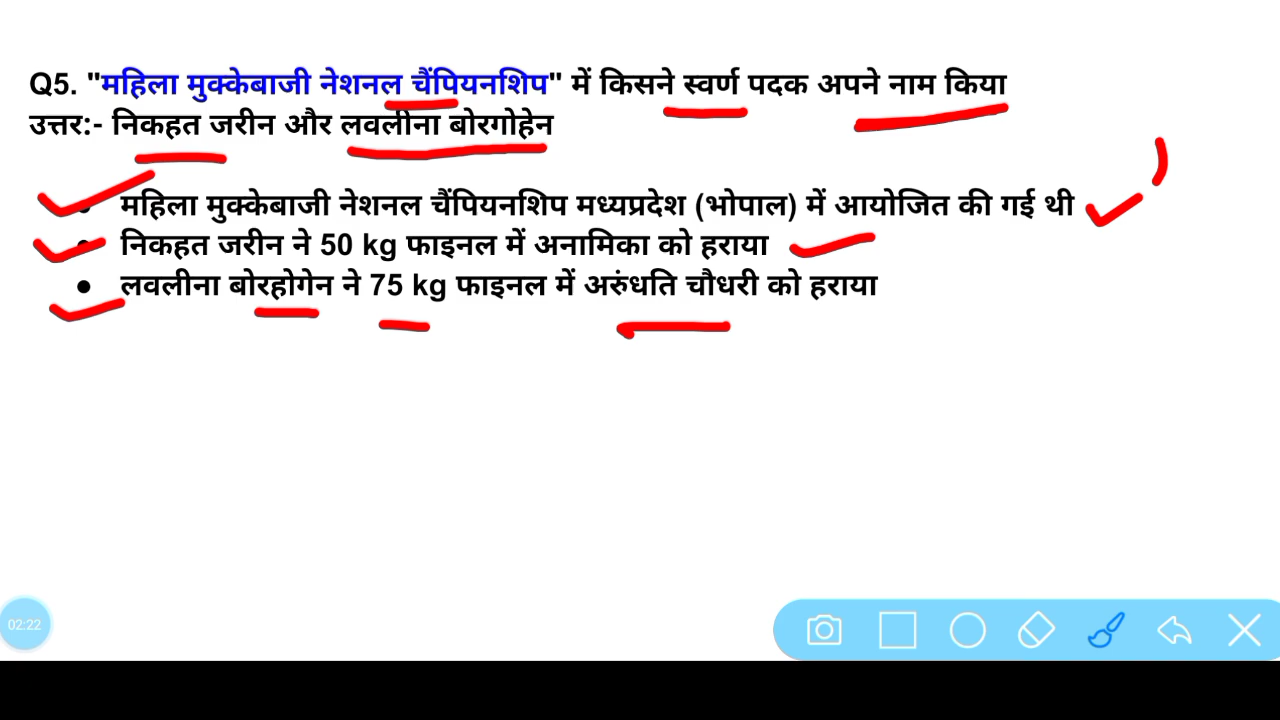 Q5. "महिला मुक्केबाजी नेशनल चैंपियनशिप" में किसने स्वर्ण पदक अपने नाम किया
उत्तर:- निकहत जरीन और लवलीना बोरगोहेन
● महिला मुक्केबाजी नेशनल चैंपियनशिप मध्यप्रदेश (भोपाल) में आयोजित की गई थी
● निकहत जरीन ने 50 kg फाइनल में अनामिका को हराया
● लवलीना बोरहोगेन ने 75 kg फाइनल में अरुंधति चौधरी को हराया
02:22